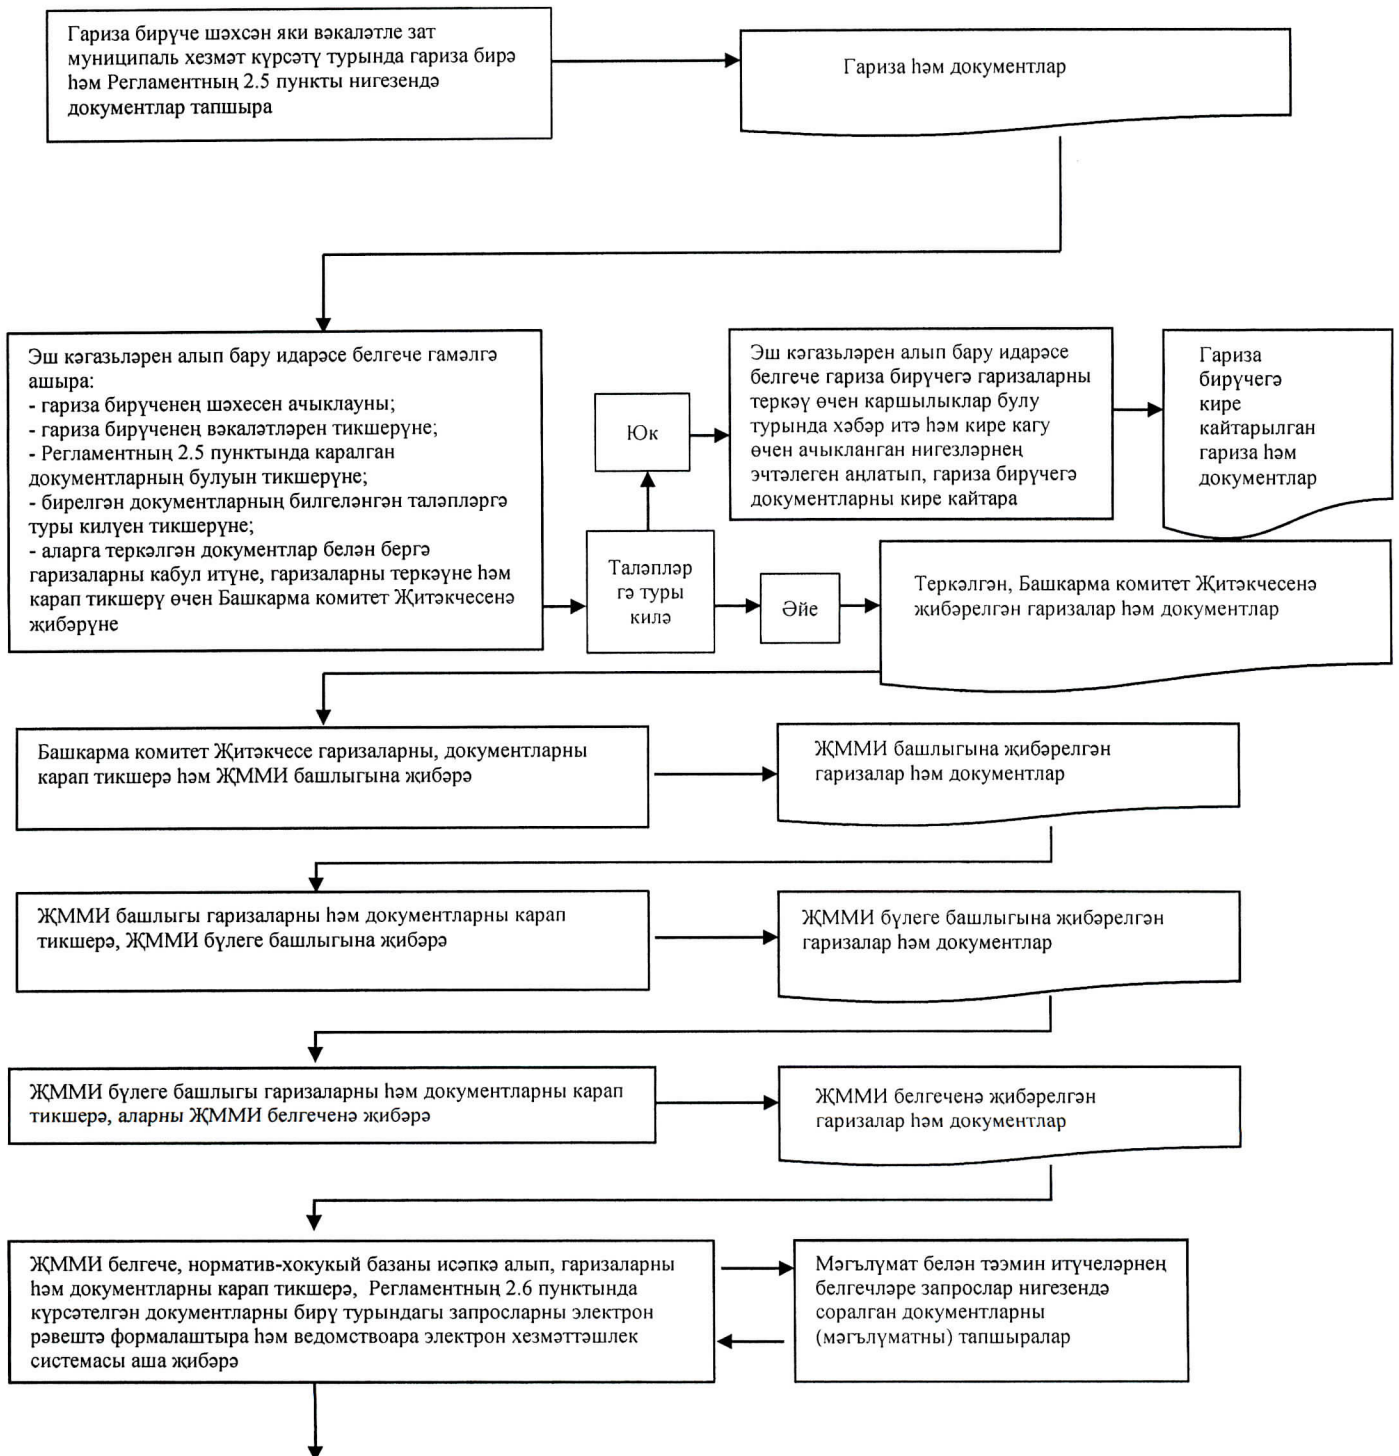 Гариза бирүче шәхсән яки вәкаләтле зат
муниципаль хезмәт күрсәтү турында гариза бирә
һәм Регламентның 2.5 пункты нигезендә
документлар тапшыра
Гариза һәм документлар
Эш кәгазьләрен алып бару идарәсе белгече гамәлгә
ашыра:
- гариза бирүченең шәхесен ачыклауны;
- гариза бирүченең вәкаләтләрен тикшерүне;
- Регламентның 2.5 пунктында каралган
документларның булуын тикшерүне;
- бирелгән документларның билгеләнгән таләпләргә
туры килүен тикшерүне;
- аларга теркәлгән документлар белән бергә
гаризаларны кабул итүне, гаризаларны теркәүне һәм
карап тикшерү өчен Башкарма комитет Җитәкчесенә
җибәрүне
Юк
Эш кәгазьләрен алып бару идарәсе
белгече гариза бирүчегә гаризаларны
теркәү өчен каршылыклар булу
турында хәбәр итә һәм кире кагу
өчен ачыкланган нигезләрнең
эчтәлеген аңлатып, гариза бирүчегә
документларны кире кайтара
Гариза
бирүчегә
кире
кайтарылган
гариза һәм
документлар
Таләпләр
гә туры
килә
Әйе
Теркәлгән, Башкарма комитет Җитәкчесенә
җибәрелгән гаризалар һәм документлар
Башкарма комитет Җитәкчесе гаризаларны, документларны
карап тикшерә һәм ҖММИ башлыгына җибәрә
ҖММИ башлыгына җибәрелгән
гаризалар һәм документлар
ҖММИ башлыгы гаризаларны һәм документларны карап
тикшерә, ҖММИ бүлеге башлыгына җибәрә
ҖММИ бүлеге башлыгына җибәрелгән
гаризалар һәм документлар
ҖММИ бүлеге башлыгы гаризаларны һәм документларны карап
тикшерә, аларны ҖММИ белгеченә җибәрә
ҖММИ белгеченә җибәрелгән
гаризалар һәм документлар
ҖММИ белгече, норматив-хокукый базаны исәпкә алып, гаризаларны
һәм документларны карап тикшерә, Регламентның 2.6 пунктында
күрсәтелгән документларны бирү турындагы запросларны электрон
рәвештә формалаштыра һәм ведомствоара электрон хезмәттәшлек
системасы аша җибәрә
Мәгълүмат белән тәэмин итүчеләрнең
белгечләре запрослар нигезендә
соралган документларны
(мәгълүматны) тапшыралар